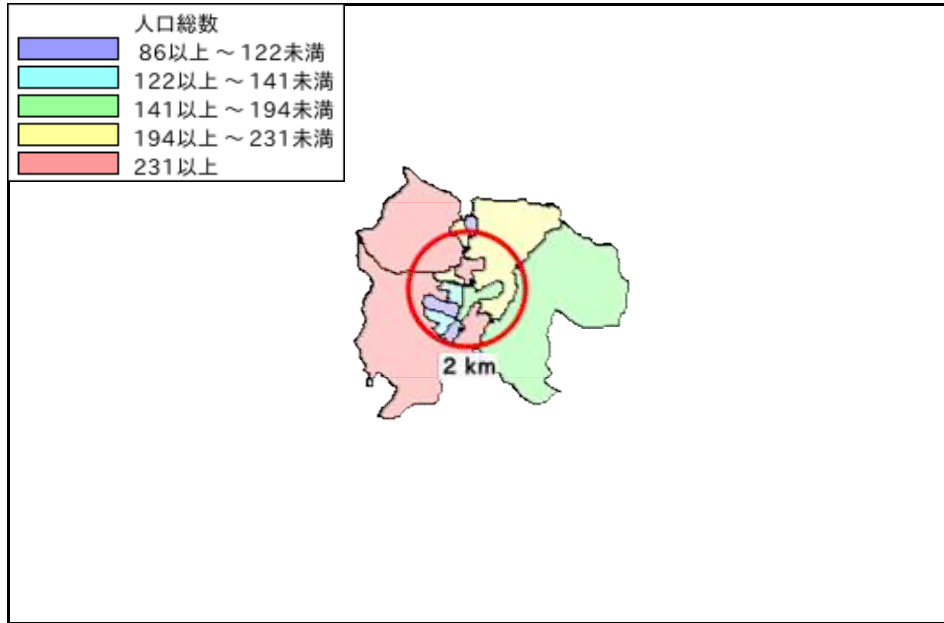 人口総数
86以上 ～ 122未満
122以上 ～ 141未満
141以上 ～ 194未満
194以上 ～ 231未満
231以上
2 km